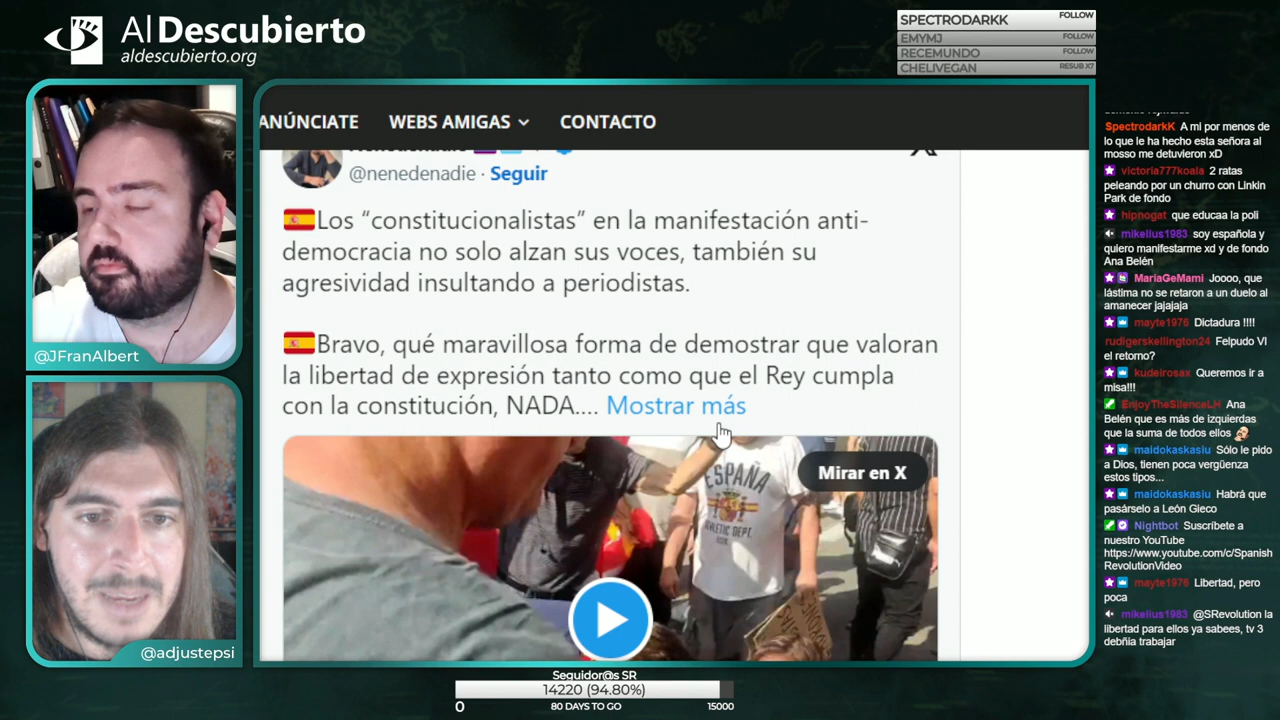 Al Descubierto
aldescubierto.org
SPECTRODARKK FOLLOW
EMYMJ FOLLOW
RECEMUNDO FOLLOW
CHELIVEGAN RESUB X7
@JFranAlbert
@adjustepsi
ANÚNCIATE WEBS AMIGAS CONTACTO
@nenedenadie · Seguir
Los “constitucionalistas” en la manifestación anti-
democracia no solo alzan sus voces, también su
agresividad insultando a periodistas.
Bravo, qué maravillosa forma de demostrar que valoran
la libertad de expresión tanto como que el Rey cumpla
con la constitución, NADA.... Mostrar más
Mirar en X
ESPAÑA
ATHLETIC DEPT.
SpectrodarkK A mi por menos de
lo que le ha hecho esta señora al
mosso me detuvieron xD
victoria777koala 2 ratas
peleando por un churro con Linkin
Park de fondo
hipnogat que educaa la poli
mikelius1983 soy española y
quiero manifestarme xd y de fondo
Ana Belén
MariaGeMami Joooo, que
lástima no se retaron a un duelo al
amanecer jajajaja
mayte1976 Dictadura !!!!
rudigerskellington24 Felpudo VI
el retorno?
kudeirosax Queremos ir a
misa!!!
EnjoyTheSilenceLH Ana
Belén que es más de izquierdas
que la suma de todos ellos
maidokaskasiu Sólo le pido
a Dios, tienen poca vergüenza
estos tipos...
maidokaskasiu Habrá que
pasárselo a León Gieco
Nightbot Suscríbete a
nuestro YouTube
https://www.youtube.com/c/Spanish
RevolutionVideo
mayte1976 Libertad, pero
poca
mikelius1983 @SRevolution la
libertad para ellos ya sabees, tv 3
debñia trabajar
Seguidor@s SR
14220 (94.80%)
0 80 DAYS TO GO 15000